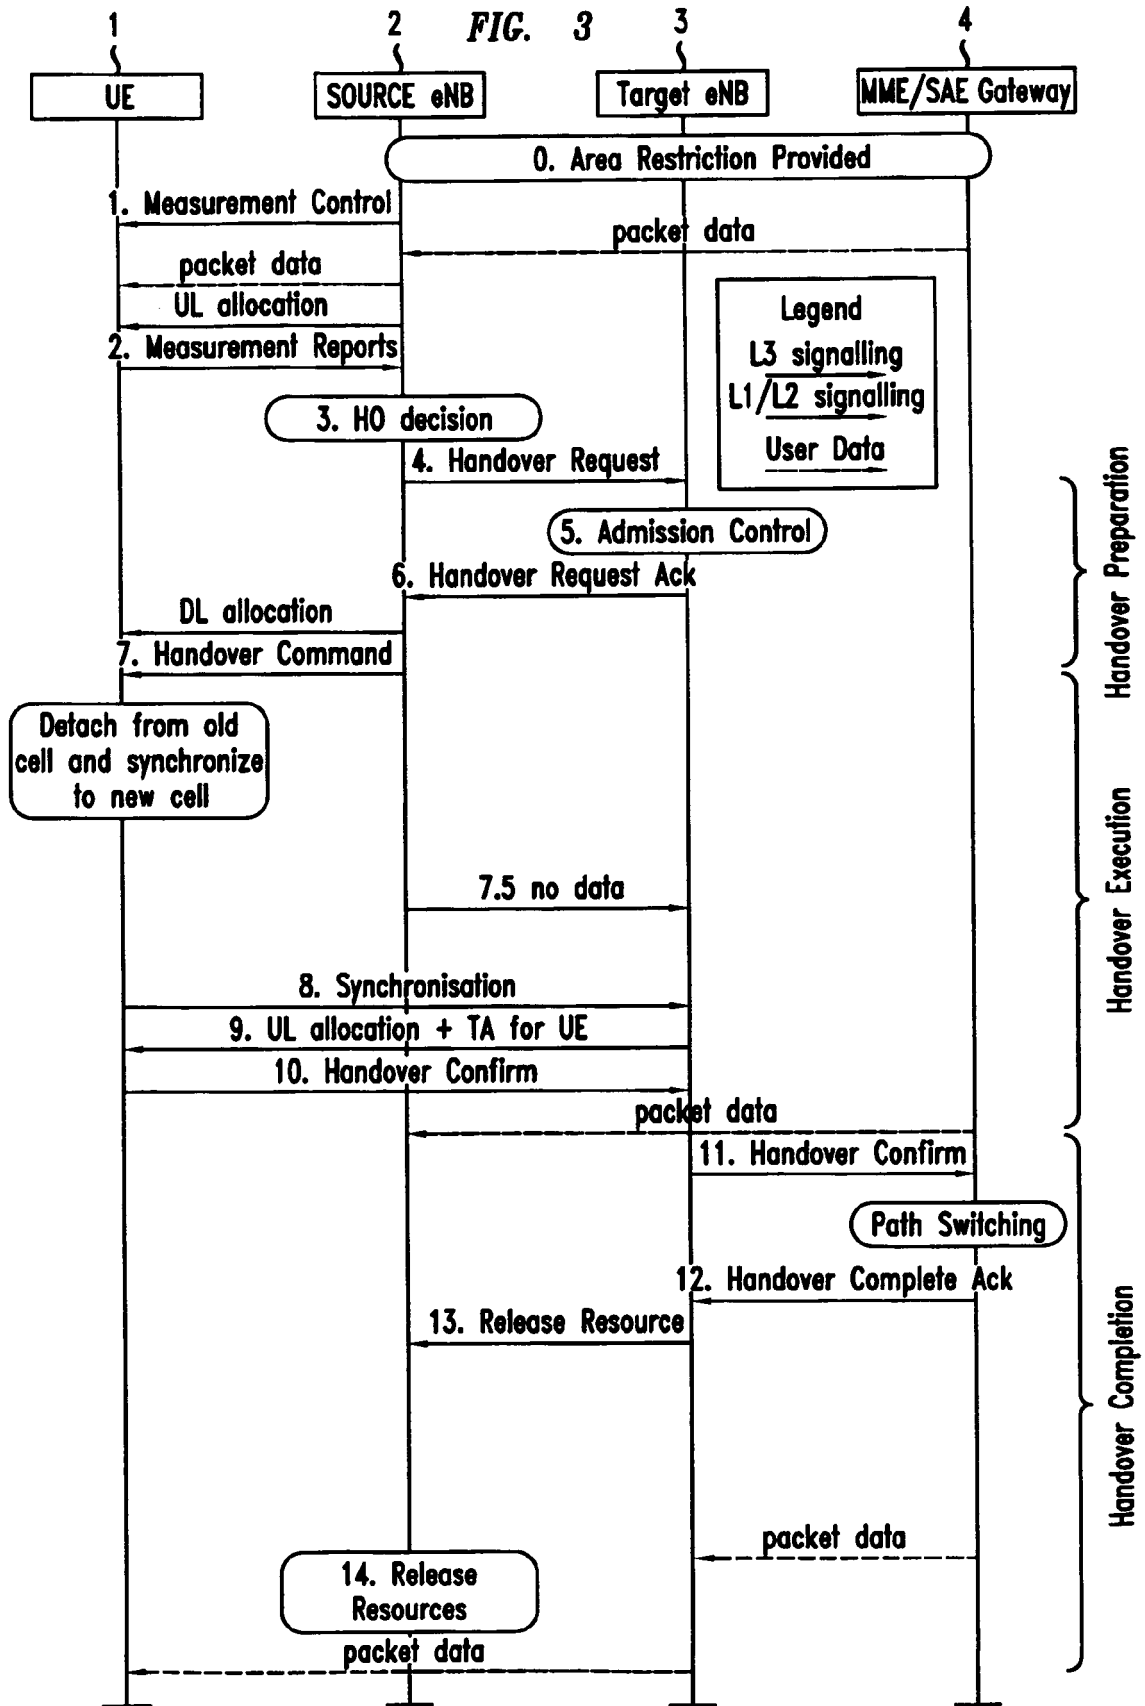 FIG. 3
1
2
3
4
UE
SOURCE eNB
Target eNB
MME/SAE Gateway
0. Area Restriction Provided
1. Measurement Control
packet data
packet data
UL allocation
2. Measurement Reports
Legend
L3 signalling
L1/L2 signalling
User Data
3. HO decision
4. Handover Request
5. Admission Control
6. Handover Request Ack
DL allocation
7. Handover Command
Handover Preparation
Detach from old
cell and synchronize
to new cell
7.5 no data
8. Synchronisation
9. UL allocation + TA for UE
10. Handover Confirm
Handover Execution
packet data
11. Handover Confirm
Path Switching
12. Handover Complete Ack
13. Release Resource
Handover Completion
packet data
14. Release
Resources
packet data